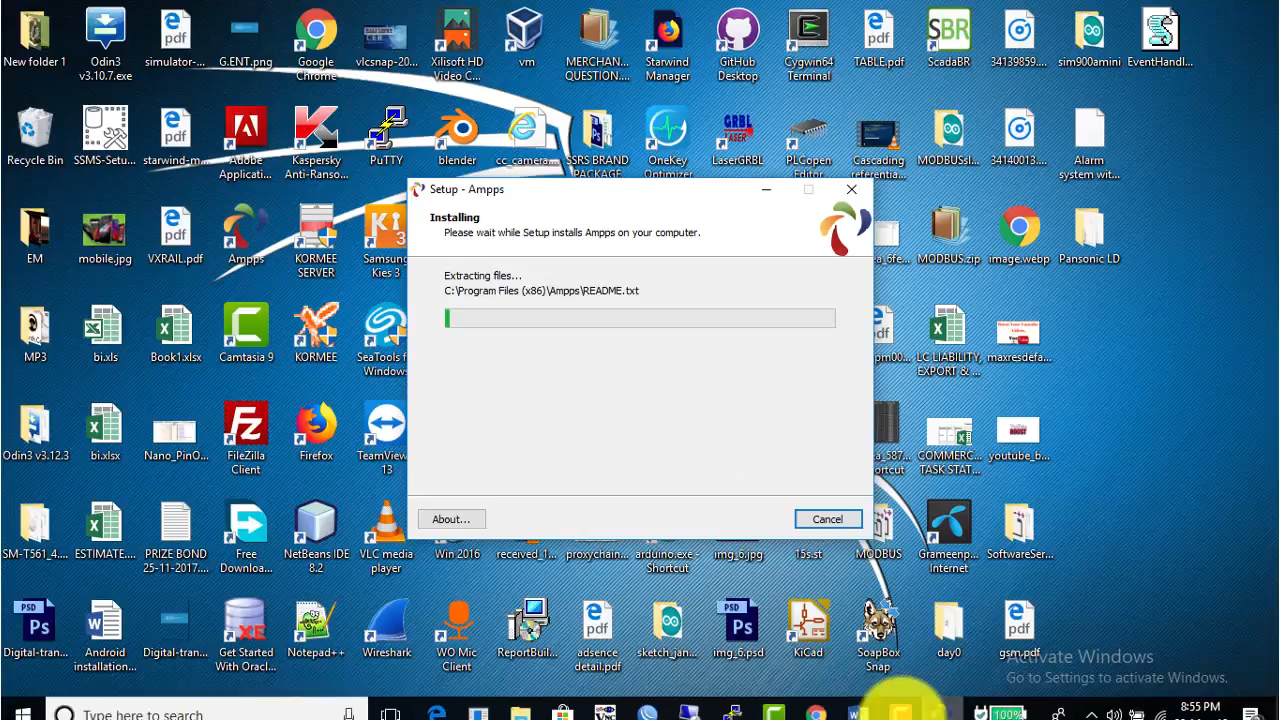 New folder 1
Odin3
v3.10.7.exe
simulator-...
G.ENT.png
Google
Chrome
vlcsnap-20...
Xilisoft HD
Video C...
vm
MERCHAN...
QUESTION....
Starwind
Manager
GitHub
Desktop
Cygwin64
Terminal
TABLE.pdf
SBR
ScadaBR
34139859....
sim900amini
EventHandl...
Recycle Bin
SSMS-Setu...
starwind-m...
Adobe
Applicati...
Kaspersky
Anti-Ranso...
PuTTY
blender
cc_camera...
SSRS BRAND
PACKAGE
OneKey
Optimizer
GRBL
LASER
LaserGRBL
PLCopen
Editor
Cascading
referentia...
MODBUSsl...
34140013....
Alarm
system wit...
Setup - Ampps
Installing
Please wait while Setup installs Ampps on your computer.
Extracting files...
C:\Program Files (x86)\Ampps\README.txt
About...
Cancel
EM
mobile.jpg
VXRAIL.pdf
Ampps
KORMEE
SERVER
Samsung
Kies 3
MODBUS.zip
image.webp
Pansonic LD
MP3
bi.xls
Book1.xlsx
Camtasia 9
KORMEE
SeaTools f
Windows
LC LIABILITY,
EXPORT & ...
maxresdefa...
Odin3 v3.12.3
bi.xlsx
Nano_PinO...
FileZilla
Client
Firefox
TeamView
13
COMMERC...
TASK STAT...
youtube_b...
SM-T561_4....
ESTIMATE....
PRIZE BOND
25-11-2017....
Free
Downloa...
NetBeans IDE
8.2
VLC media
player
Win 2016
received_1...
proxychain...
arduino.exe -
Shortcut
img_6.jpg
15s.st
MODBUS
Grameenp...
Internet
SoftwareSer...
Digital-tran...
Android
installation...
Digital-tran...
Get Started
With Oracl...
Notepad++
Wireshark
WO Mic
Client
ReportBuil...
adsence
detail.pdf
sketch_jan...
img_6.psd
KiCad
SoapBox
Snap
day0
gsm.pdf
Activate Windows
Go to Settings to activate Windows.
Type here to search
100%
8:55 PM